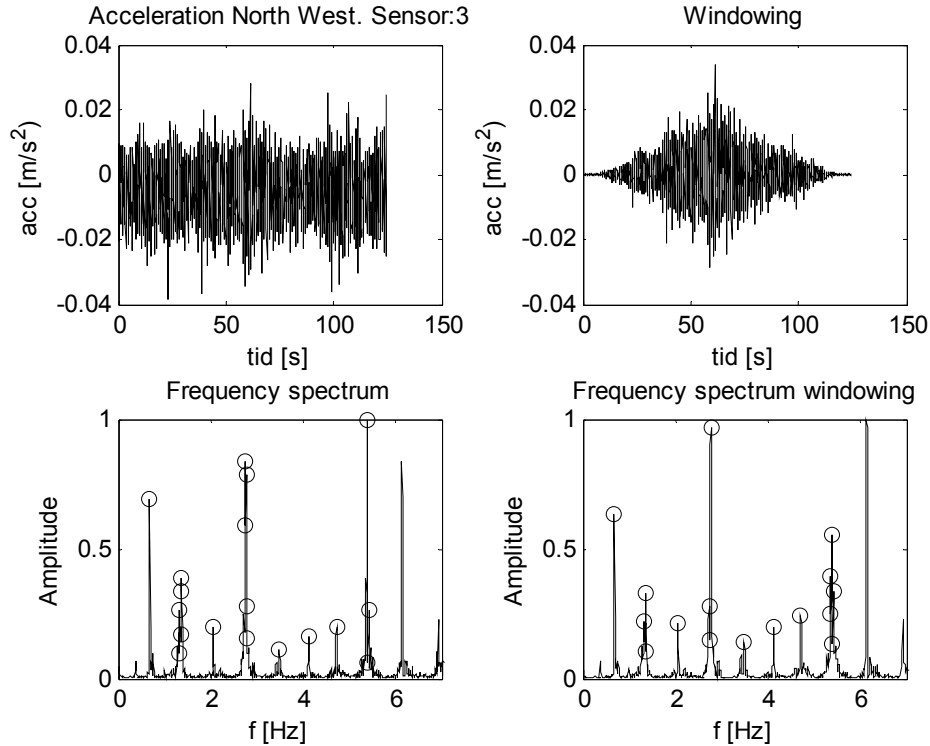 Acceleration North West. Sensor:3
0.04
0.02
0
-0.02
-0.04
acc [m/s²]
0 50 100 150
tid [s]
Windowing
0.04
0.02
0
-0.02
-0.04
acc [m/s²]
0 50 100 150
tid [s]
Frequency spectrum
1
0.5
0
Amplitude
0 2 4 6
f [Hz]
Frequency spectrum windowing
1
0.5
0
Amplitude
0 2 4 6
f [Hz]